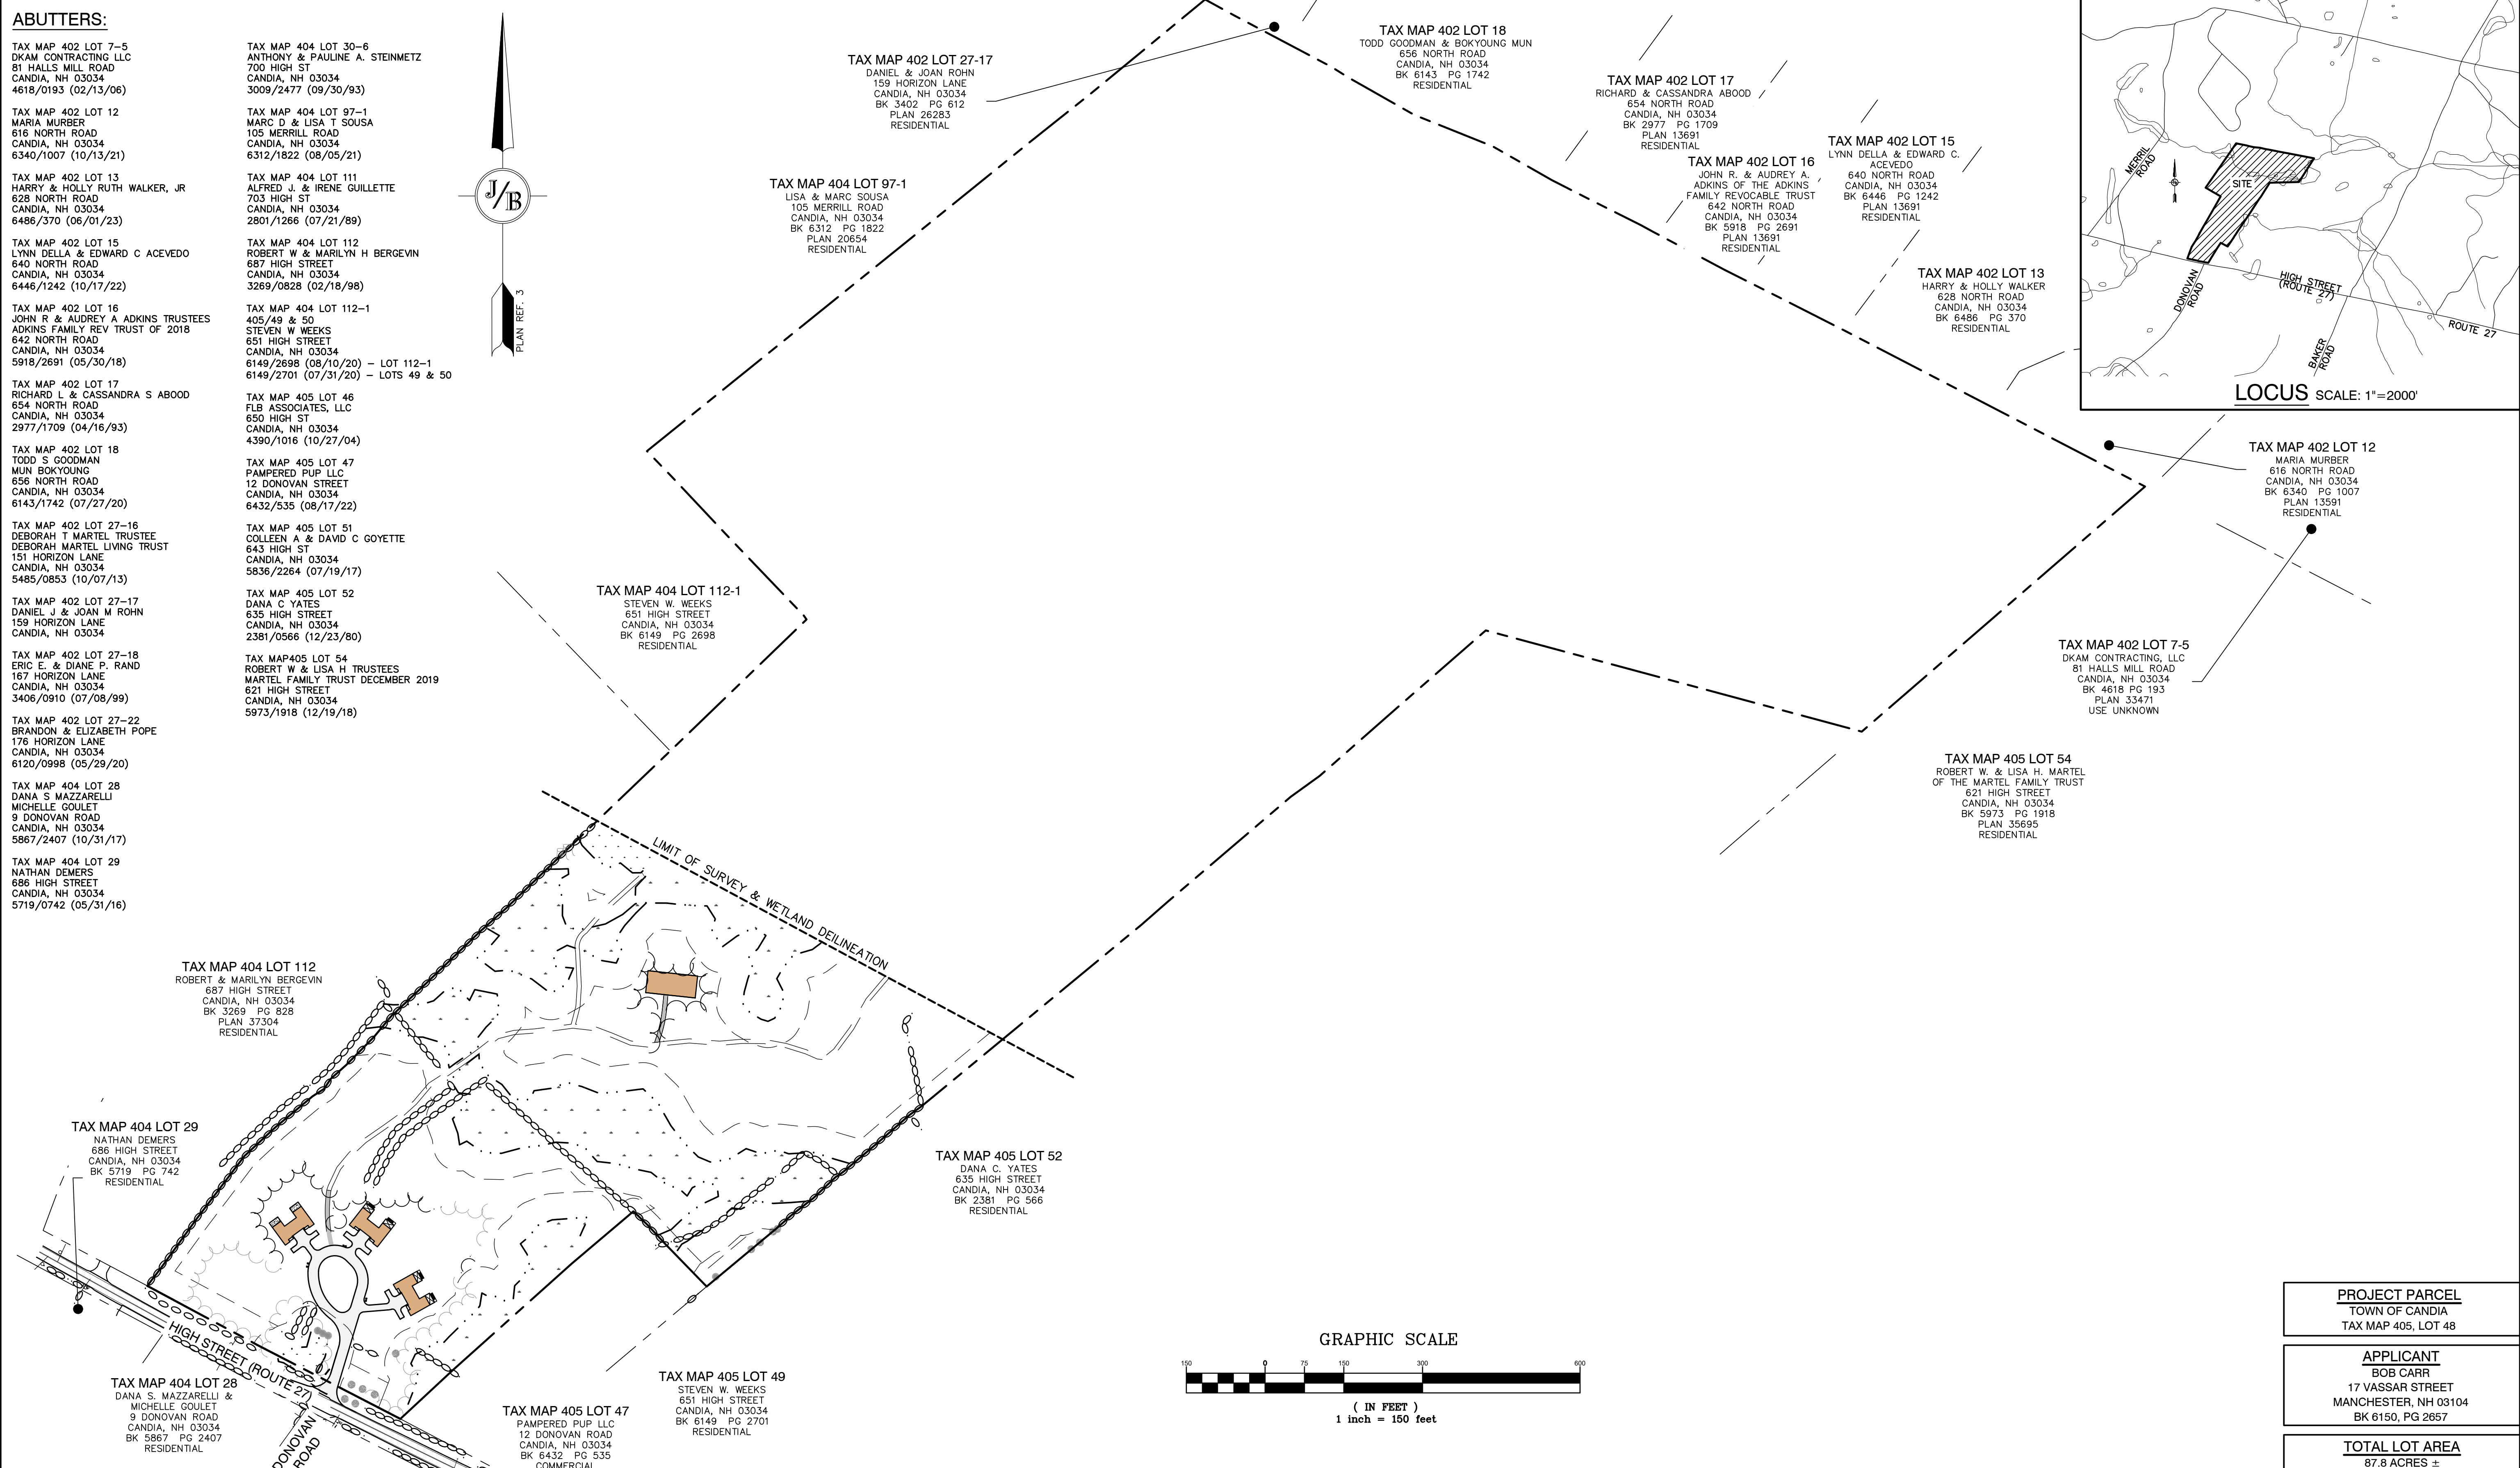 ABUTTERS:
TAX MAP 402 LOT 7-5
DKAM CONTRACTING LLC
81 HALLS MILL ROAD
CANDIA, NH 03034
4618/0193 (02/13/06)
TAX MAP 402 LOT 12
MARIA MURBER
616 NORTH ROAD
CANDIA, NH 03034
6340/1007 (10/13/21)
TAX MAP 402 LOT 13
HARRY & HOLLY RUTH WALKER, JR
628 NORTH ROAD
CANDIA, NH 03034
6486/370 (06/01/23)
TAX MAP 402 LOT 15
LYNN DELLA & EDWARD C ACEVEDO
640 NORTH ROAD
CANDIA, NH 03034
6446/1242 (10/17/22)
TAX MAP 402 LOT 16
JOHN R & AUDREY A ADKINS TRUSTEES
ADKINS FAMILY REV TRUST OF 2018
642 NORTH ROAD
CANDIA, NH 03034
5918/2691 (05/30/18)
TAX MAP 402 LOT 17
RICHARD L & CASSANDRA S ABOOD
654 NORTH ROAD
CANDIA, NH 03034
2977/1709 (04/16/93)
TAX MAP 402 LOT 18
TODD S GOODMAN
MUN BOKYOUNG
656 NORTH ROAD
CANDIA, NH 03034
6143/1742 (07/27/20)
TAX MAP 402 LOT 27-16
DEBORAH T MARTEL TRUSTEE
DEBORAH MARTEL LIVING TRUST
151 HORIZON LANE
CANDIA, NH 03034
5485/0853 (10/07/13)
TAX MAP 402 LOT 27-17
DANIEL J & JOAN M ROHN
159 HORIZON LANE
CANDIA, NH 03034
TAX MAP 402 LOT 27-18
ERIC E. & DIANE P. RAND
167 HORIZON LANE
CANDIA, NH 03034
3406/0910 (07/08/99)
TAX MAP 402 LOT 27-22
BRANDON & ELIZABETH POPE
176 HORIZON LANE
CANDIA, NH 03034
6120/0998 (05/29/20)
TAX MAP 404 LOT 28
DANA S MAZZARELLI
MICHELLE GOULET
9 DONOVAN ROAD
CANDIA, NH 03034
5867/2407 (10/31/17)
TAX MAP 404 LOT 29
NATHAN DEMERS
686 HIGH STREET
CANDIA, NH 03034
5719/0742 (05/31/16)
TAX MAP 404 LOT 30-6
ANTHONY & PAULINE A. STEINMETZ
700 HIGH ST
CANDIA, NH 03034
3009/2477 (09/30/93)
TAX MAP 404 LOT 97-1
MARC D & LISA T SOUSA
105 MERRILL ROAD
CANDIA, NH 03034
6312/1822 (08/05/21)
TAX MAP 404 LOT 111
ALFRED J. & IRENE GUILLETTE
703 HIGH ST
CANDIA, NH 03034
2801/1266 (07/21/89)
TAX MAP 404 LOT 112
ROBERT W & MARILYN H BERGEVIN
687 HIGH STREET
CANDIA, NH 03034
3269/0828 (02/18/98)
TAX MAP 404 LOT 112-1
405/49 & 50
STEVEN W WEEKS
651 HIGH STREET
CANDIA, NH 03034
6149/2698 (08/10/20) – LOT 112-1
6149/2701 (07/31/20) – LOTS 49 & 50
TAX MAP 405 LOT 46
FLB ASSOCIATES, LLC
650 HIGH ST
CANDIA, NH 03034
4390/1016 (10/27/04)
TAX MAP 405 LOT 47
PAMPERED PUP LLC
12 DONOVAN STREET
CANDIA, NH 03034
6432/535 (08/17/22)
TAX MAP 405 LOT 51
COLLEEN A & DAVID C GOYETTE
643 HIGH ST
CANDIA, NH 03034
5836/2264 (07/19/17)
TAX MAP 405 LOT 52
DANA C YATES
635 HIGH STREET
CANDIA, NH 03034
2381/0566 (12/23/80)
TAX MAP405 LOT 54
ROBERT W & LISA H TRUSTEES
MARTEL FAMILY TRUST DECEMBER 2019
621 HIGH STREET
CANDIA, NH 03034
5973/1918 (12/19/18)
J/B
PLAN REF. 3
TAX MAP 402 LOT 27-17
DANIEL & JOAN ROHN
159 HORIZON LANE
CANDIA, NH 03034
BK 3402 PG 612
PLAN 26283
RESIDENTIAL
TAX MAP 404 LOT 97-1
LISA & MARC SOUSA
105 MERRILL ROAD
CANDIA, NH 03034
BK 6312 PG 1822
PLAN 20654
RESIDENTIAL
TAX MAP 402 LOT 18
TODD GOODMAN & BOKYOUNG MUN
656 NORTH ROAD
CANDIA, NH 03034
BK 6143 PG 1742
RESIDENTIAL
TAX MAP 402 LOT 17
RICHARD & CASSANDRA ABOOD
654 NORTH ROAD
CANDIA, NH 03034
BK 2977 PG 1709
PLAN 13691
RESIDENTIAL
TAX MAP 402 LOT 16
JOHN R. & AUDREY A.
ADKINS OF THE ADKINS
FAMILY REVOCABLE TRUST
642 NORTH ROAD
CANDIA, NH 03034
BK 5918 PG 2691
PLAN 13691
RESIDENTIAL
TAX MAP 402 LOT 15
LYNN DELLA & EDWARD C.
ACEVEDO
640 NORTH ROAD
CANDIA, NH 03034
BK 6446 PG 1242
PLAN 13691
RESIDENTIAL
TAX MAP 402 LOT 13
HARRY & HOLLY WALKER
628 NORTH ROAD
CANDIA, NH 03034
BK 6486 PG 370
RESIDENTIAL
MERRIL
ROAD
SITE
DONOVAN
ROAD
HIGH STREET
(ROUTE 27)
ROUTE 27
BAKER
ROAD
LOCUS SCALE: 1"=2000'
TAX MAP 402 LOT 12
MARIA MURBER
616 NORTH ROAD
CANDIA, NH 03034
BK 6340 PG 1007
PLAN 13591
RESIDENTIAL
TAX MAP 402 LOT 7-5
DKAM CONTRACTING, LLC
81 HALLS MILL ROAD
CANDIA, NH 03034
BK 4618 PG 193
PLAN 33471
USE UNKNOWN
TAX MAP 405 LOT 54
ROBERT W. & LISA H. MARTEL
OF THE MARTEL FAMILY TRUST
621 HIGH STREET
CANDIA, NH 03034
BK 5973 PG 1918
PLAN 35695
RESIDENTIAL
TAX MAP 404 LOT 112-1
STEVEN W. WEEKS
651 HIGH STREET
CANDIA, NH 03034
BK 6149 PG 2698
RESIDENTIAL
LIMIT OF SURVEY & WETLAND DEILINEATION
TAX MAP 404 LOT 112
ROBERT & MARILYN BERGEVIN
687 HIGH STREET
CANDIA, NH 03034
BK 3269 PG 828
PLAN 37304
RESIDENTIAL
TAX MAP 404 LOT 29
NATHAN DEMERS
686 HIGH STREET
CANDIA, NH 03034
BK 5719 PG 742
RESIDENTIAL
TAX MAP 405 LOT 52
DANA C. YATES
635 HIGH STREET
CANDIA, NH 03034
BK 2381 PG 566
RESIDENTIAL
HIGH STREET (ROUTE 27)
TAX MAP 404 LOT 28
DANA S. MAZZARELLI &
MICHELLE GOULET
9 DONOVAN ROAD
CANDIA, NH 03034
BK 5867 PG 2407
RESIDENTIAL
DONOVAN
ROAD
TAX MAP 405 LOT 47
PAMPERED PUP LLC
12 DONOVAN ROAD
CANDIA, NH 03034
BK 6432 PG 535
COMMERCIAL
TAX MAP 405 LOT 49
STEVEN W. WEEKS
651 HIGH STREET
CANDIA, NH 03034
BK 6149 PG 2701
RESIDENTIAL
GRAPHIC SCALE
150 0 75 150 300 600
( IN FEET )
1 inch = 150 feet
PROJECT PARCEL
TOWN OF CANDIA
TAX MAP 405, LOT 48
APPLICANT
BOB CARR
17 VASSAR STREET
MANCHESTER, NH 03104
BK 6150, PG 2657
TOTAL LOT AREA
87.8 ACRES ±